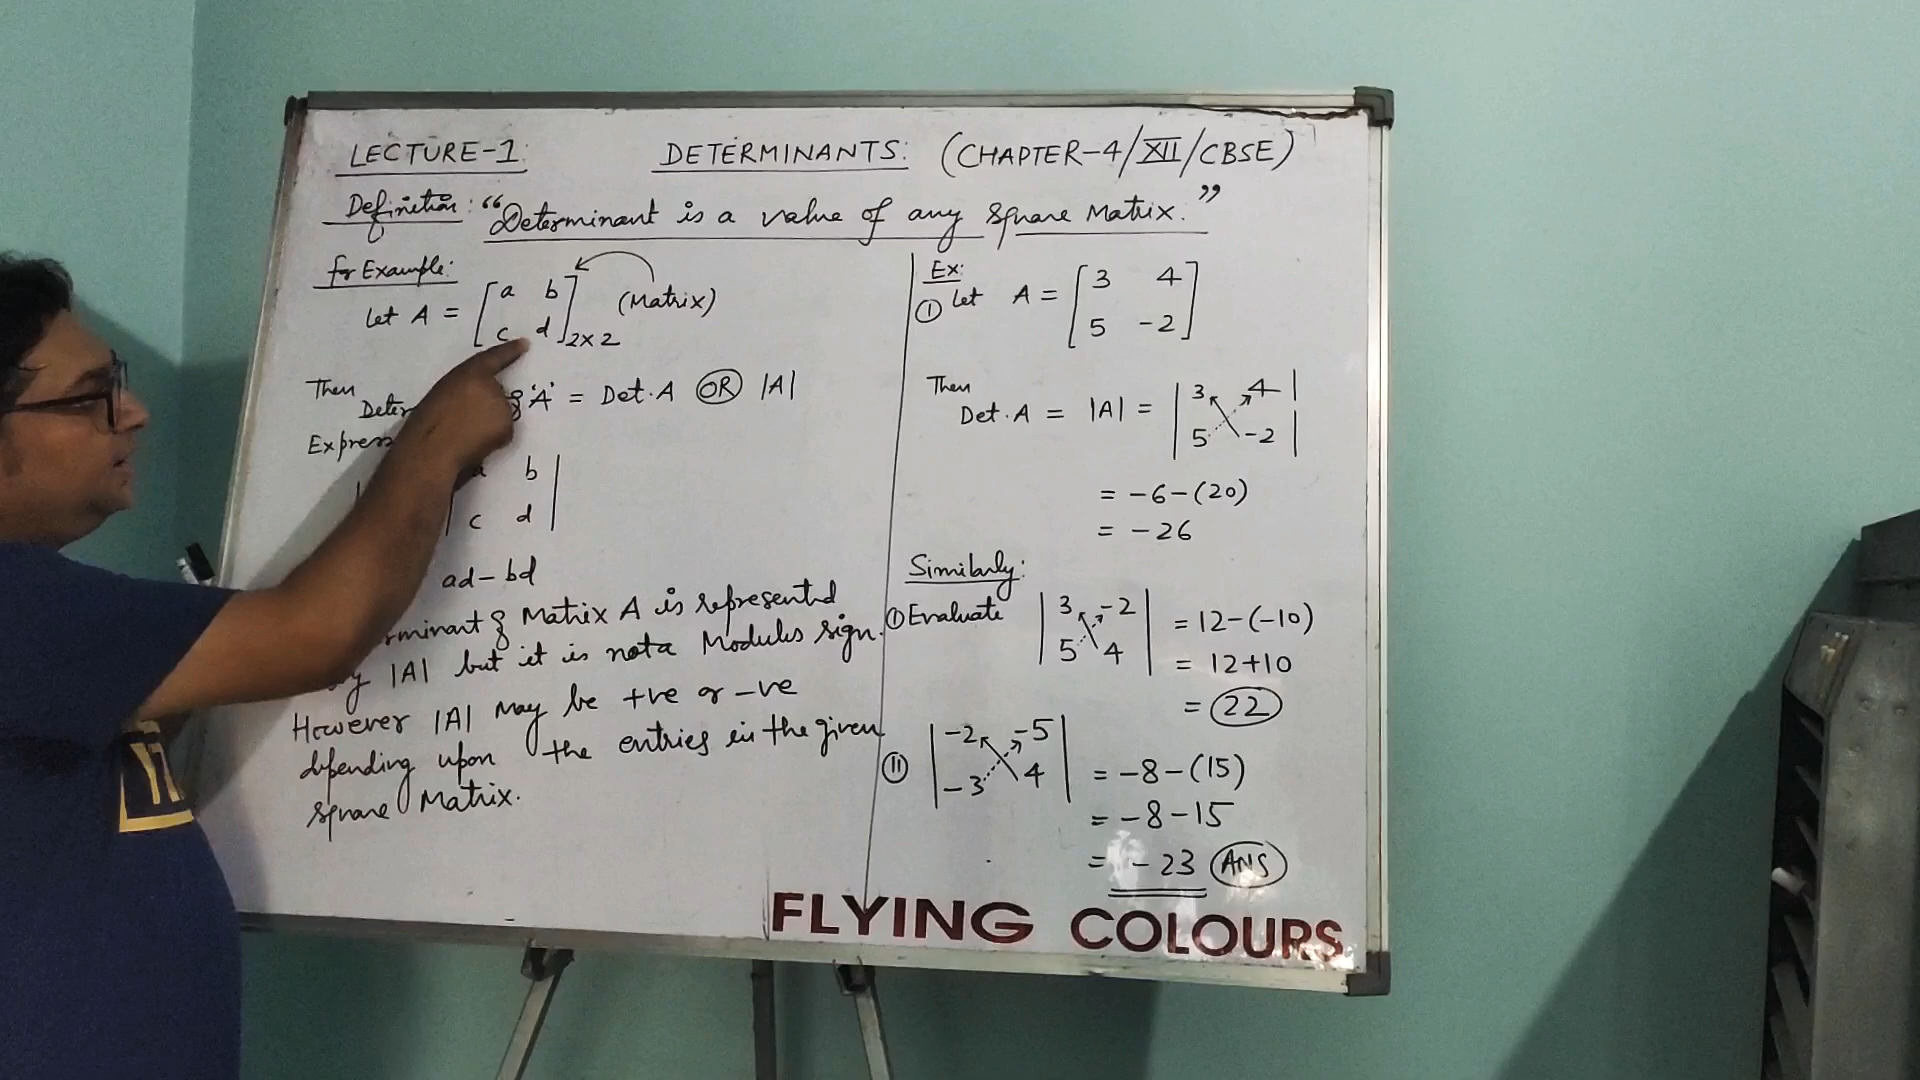 LECTURE-1:
DETERMINANTS: (CHAPTER-4/XII/CBSE)
Definition: "Determinant is a value of any square Matrix."
for Example:
let A = [a b
c d]2×2 (Matrix)
Then
Deter 'A' = Det.A OR |A|
Express
a b
c d
ad-bd
rminant of Matrix A is represented
by |A| but it is not a Modulus sign.
However |A| may be +ve or -ve
depending upon the entries in the given
square Matrix.
Ex:
① let A = [3 4
5 -2]
Then
Det.A = |A| = |3 4|
|5 -2|
= -6-(20)
= -26
Similarly:
① Evaluate |3 -2| = 12-(-10)
|5 4| = 12+10
= 22
⑪ |-2 -5|
|-3 4| = -8-(15)
= -8-15
= -23 ANS
FLYING COLOURS